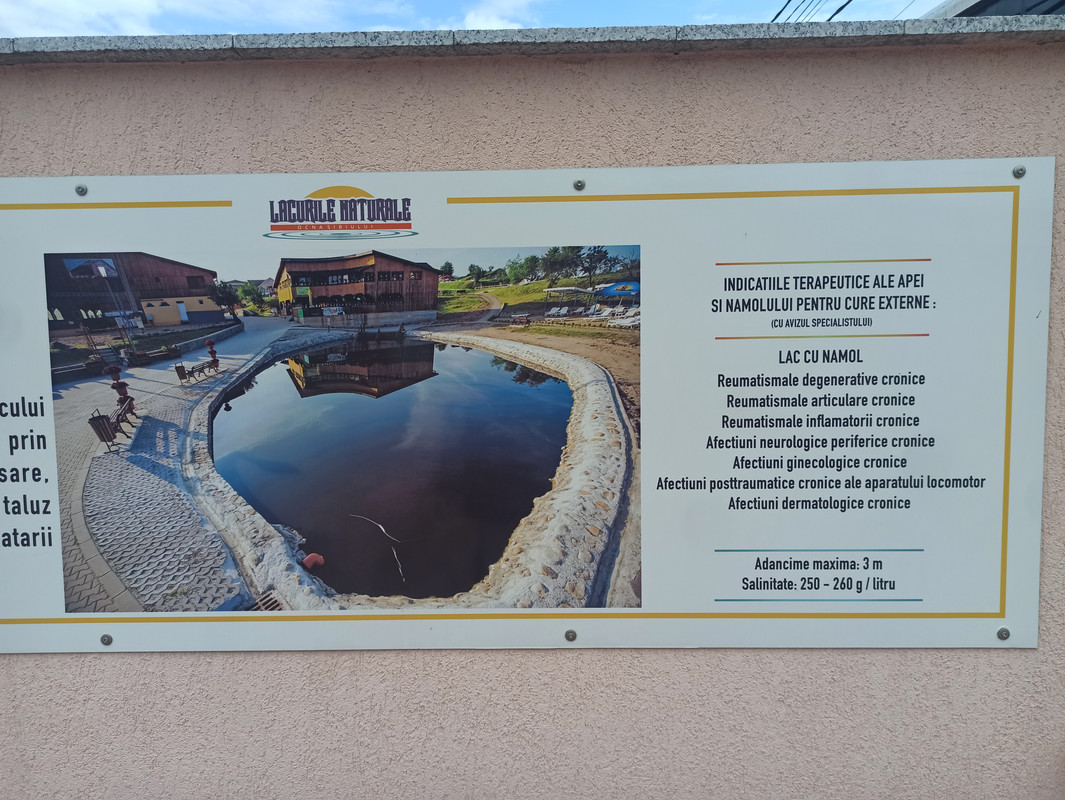 LACURILE NATURALE
OCNA SIBIULUI
cului
prin
sare,
taluz
atarii
INDICATIILE TERAPEUTICE ALE APEI
SI NAMOLULUI PENTRU CURE EXTERNE :
(CU AVIZUL SPECIALISTULUI)
LAC CU NAMOL
Reumatismale degenerative cronice
Reumatismale articulare cronice
Reumatismale inflamatorii cronice
Afectiuni neurologice periferice cronice
Afectiuni ginecologice cronice
Afectiuni posttraumatice cronice ale aparatului locomotor
Afectiuni dermatologice cronice
Adancime maxima: 3 m
Salinitate: 250 – 260 g / litru